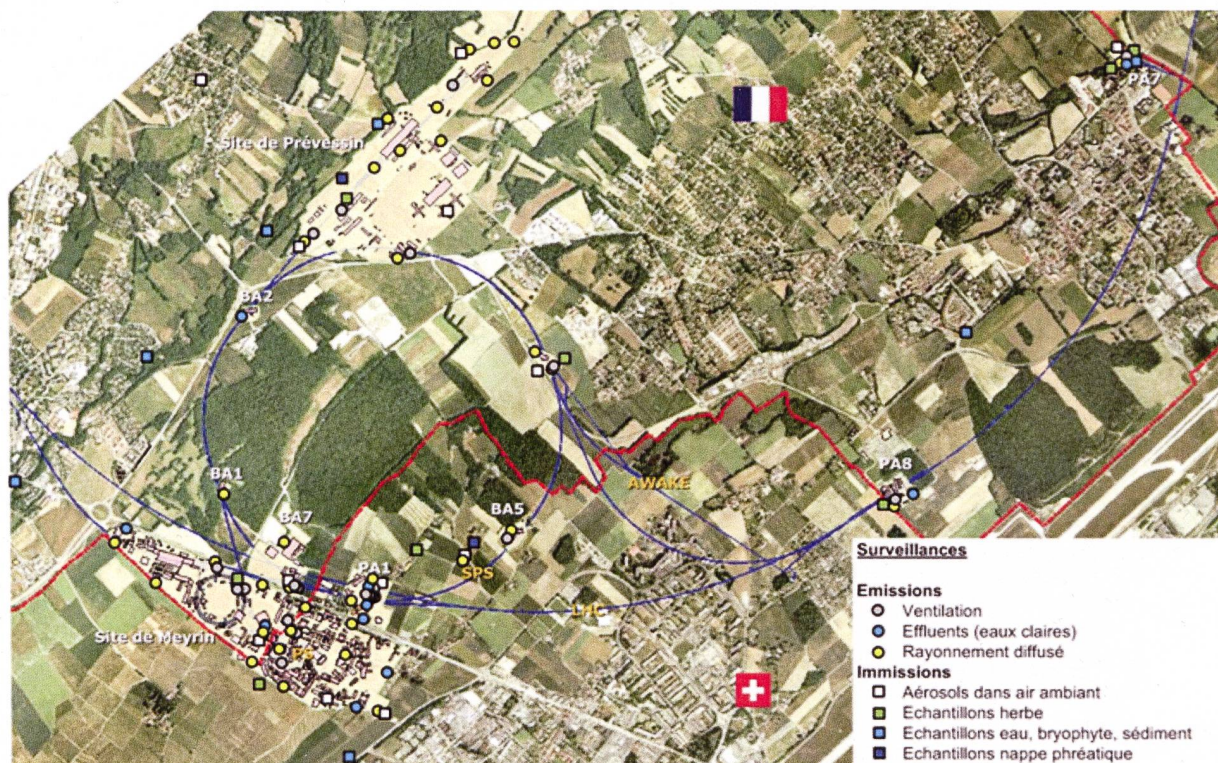 PA7
Site de Prévessin
BA2
AWAKE
PA8
BA1
BA7
BA5
PA1
SPS
LHC
Site de Meyrin
PS
Surveillances
Emissions
Ventilation
Effluents (eaux claires)
Rayonnement diffusé
Immissions
Aérosols dans air ambiant
Echantillons herbe
Echantillons eau, bryophyte, sédiment
Echantillons nappe phréatique